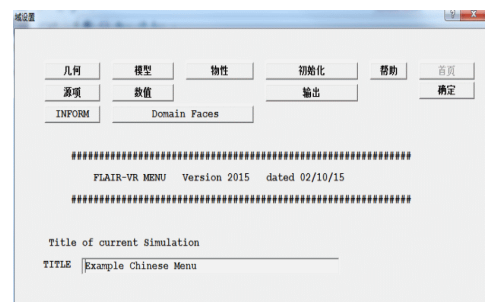 域设置
几何 模型 物性 初始化 帮助 首页
源项 数值 输出 确定
INFORM Domain Faces
############################################################
FLAIR-VR MENU Version 2015 dated 02/10/15
############################################################
Title of current Simulation
TITLE Example Chinese Menu